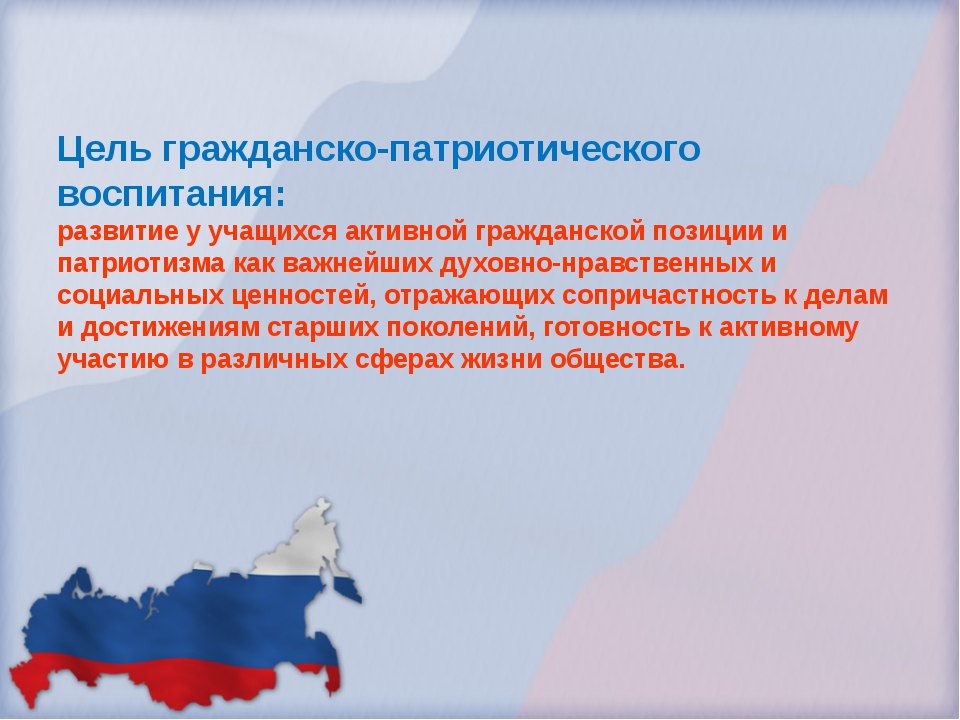 Цель гражданско-патриотического
воспитания:
развитие у учащихся активной гражданской позиции и
патриотизма как важнейших духовно-нравственных и
социальных ценностей, отражающих сопричастность к делам
и достижениям старших поколений, готовность к активному
участию в различных сферах жизни общества.